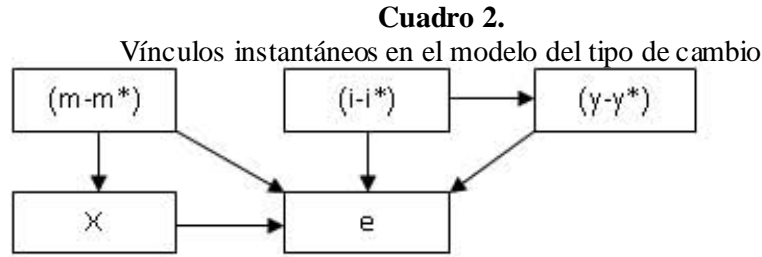 Cuadro 2.
Vínculos instantáneos en el modelo del tipo de cambio
(m-m*) (i-i*) (y-y*)
X e